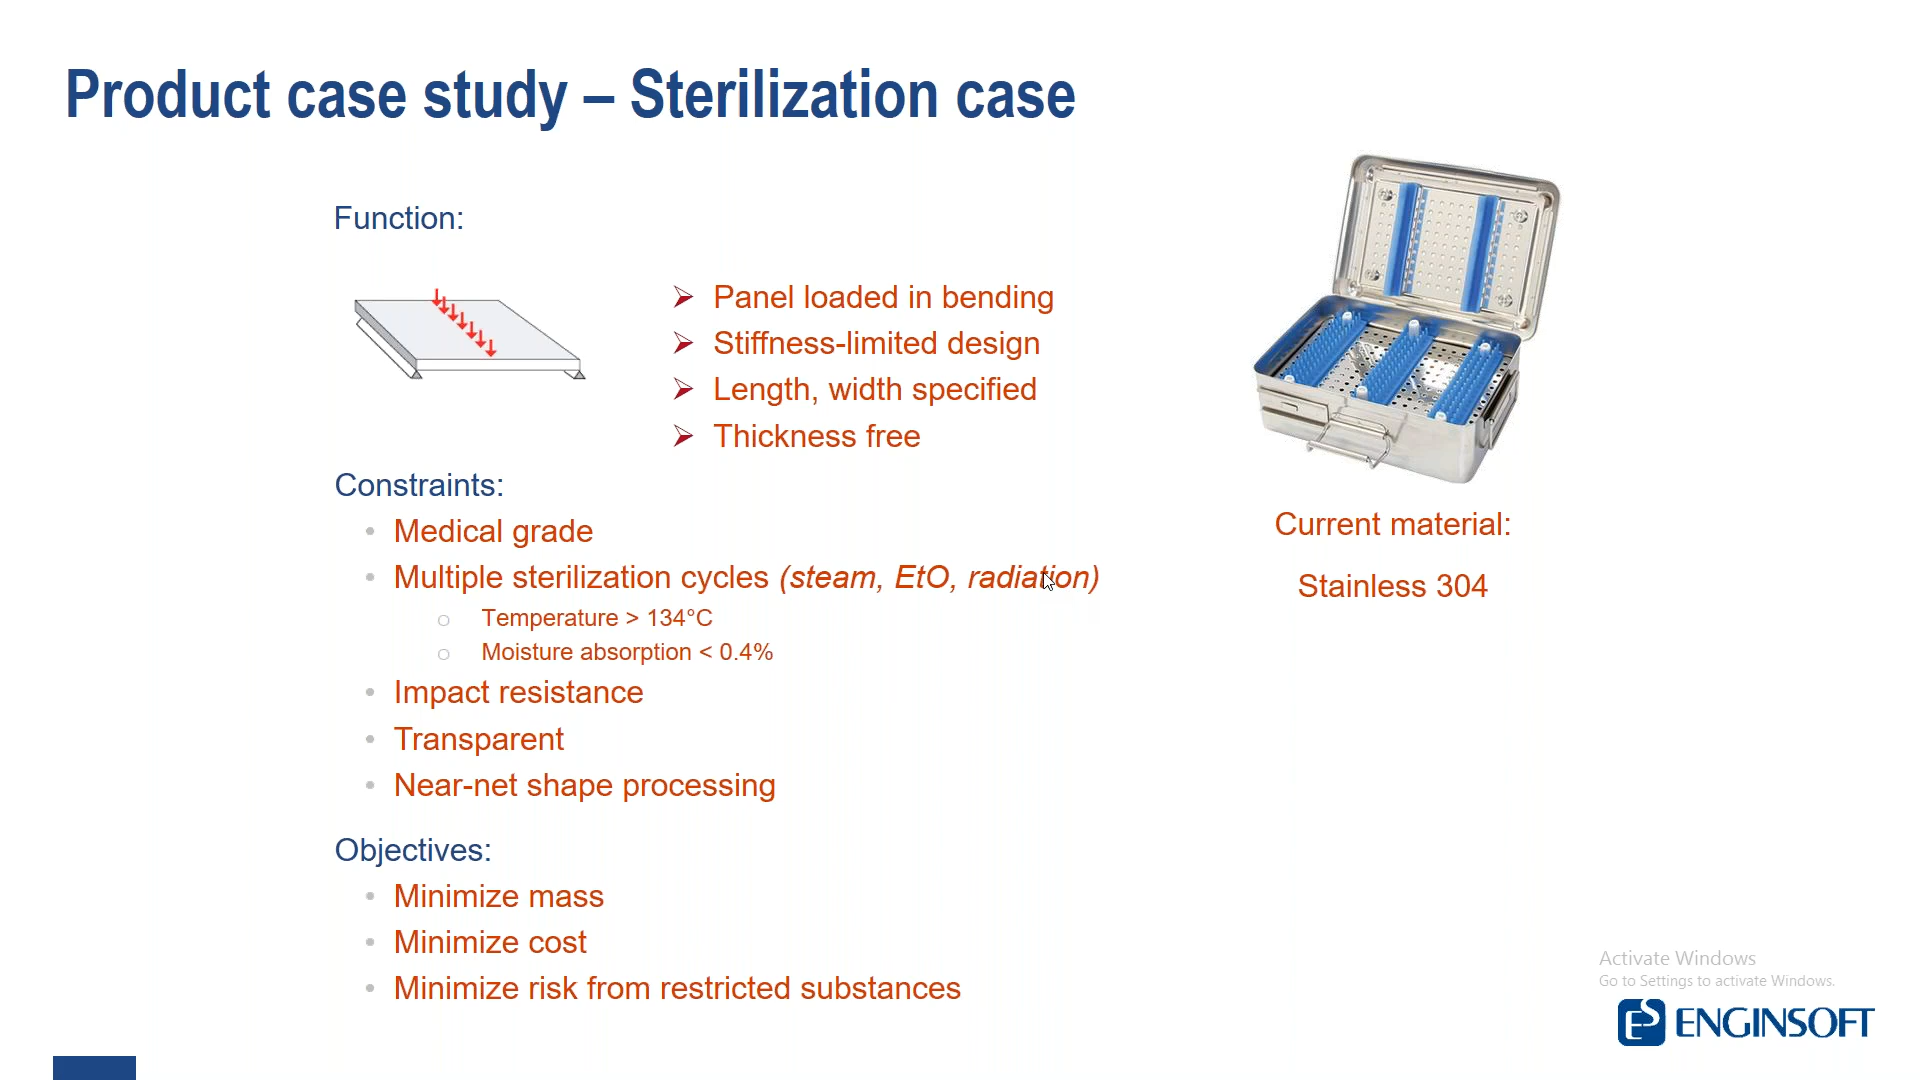 Product case study – Sterilization case
Function:
Panel loaded in bending
Stiffness-limited design
Length, width specified
Thickness free
Constraints:
Medical grade
Multiple sterilization cycles (steam, EtO, radiation)
Temperature > 134°C
Moisture absorption < 0.4%
Impact resistance
Transparent
Near-net shape processing
Objectives:
Minimize mass
Minimize cost
Minimize risk from restricted substances
Current material:
Stainless 304
Activate Windows
Go to Settings to activate Windows.
ES ENGINSOFT